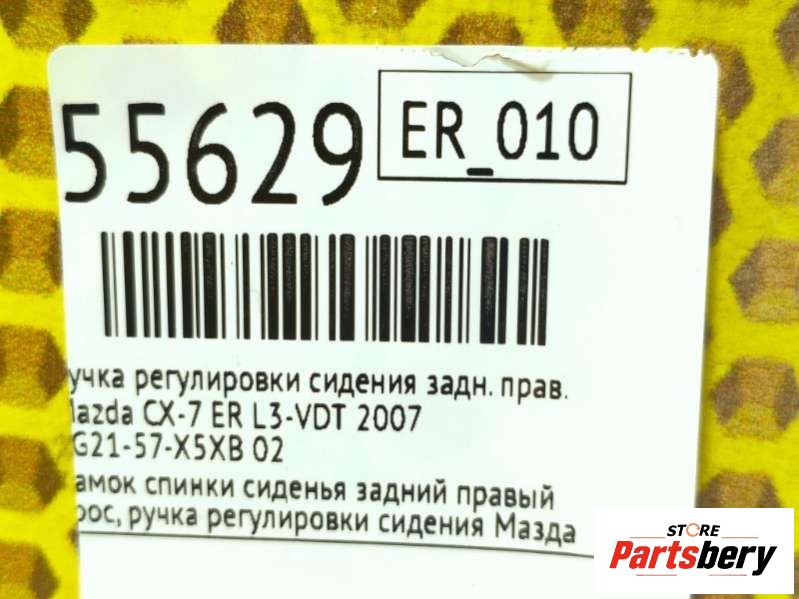 55629
ER_010
учка регулировки сидения задн. прав.
azda CX-7 ER L3-VDT 2007
G21-57-X5XB 02
амок спинки сиденья задний правый
рос, ручка регулировки сидения Мазда
STORE
Partsbery